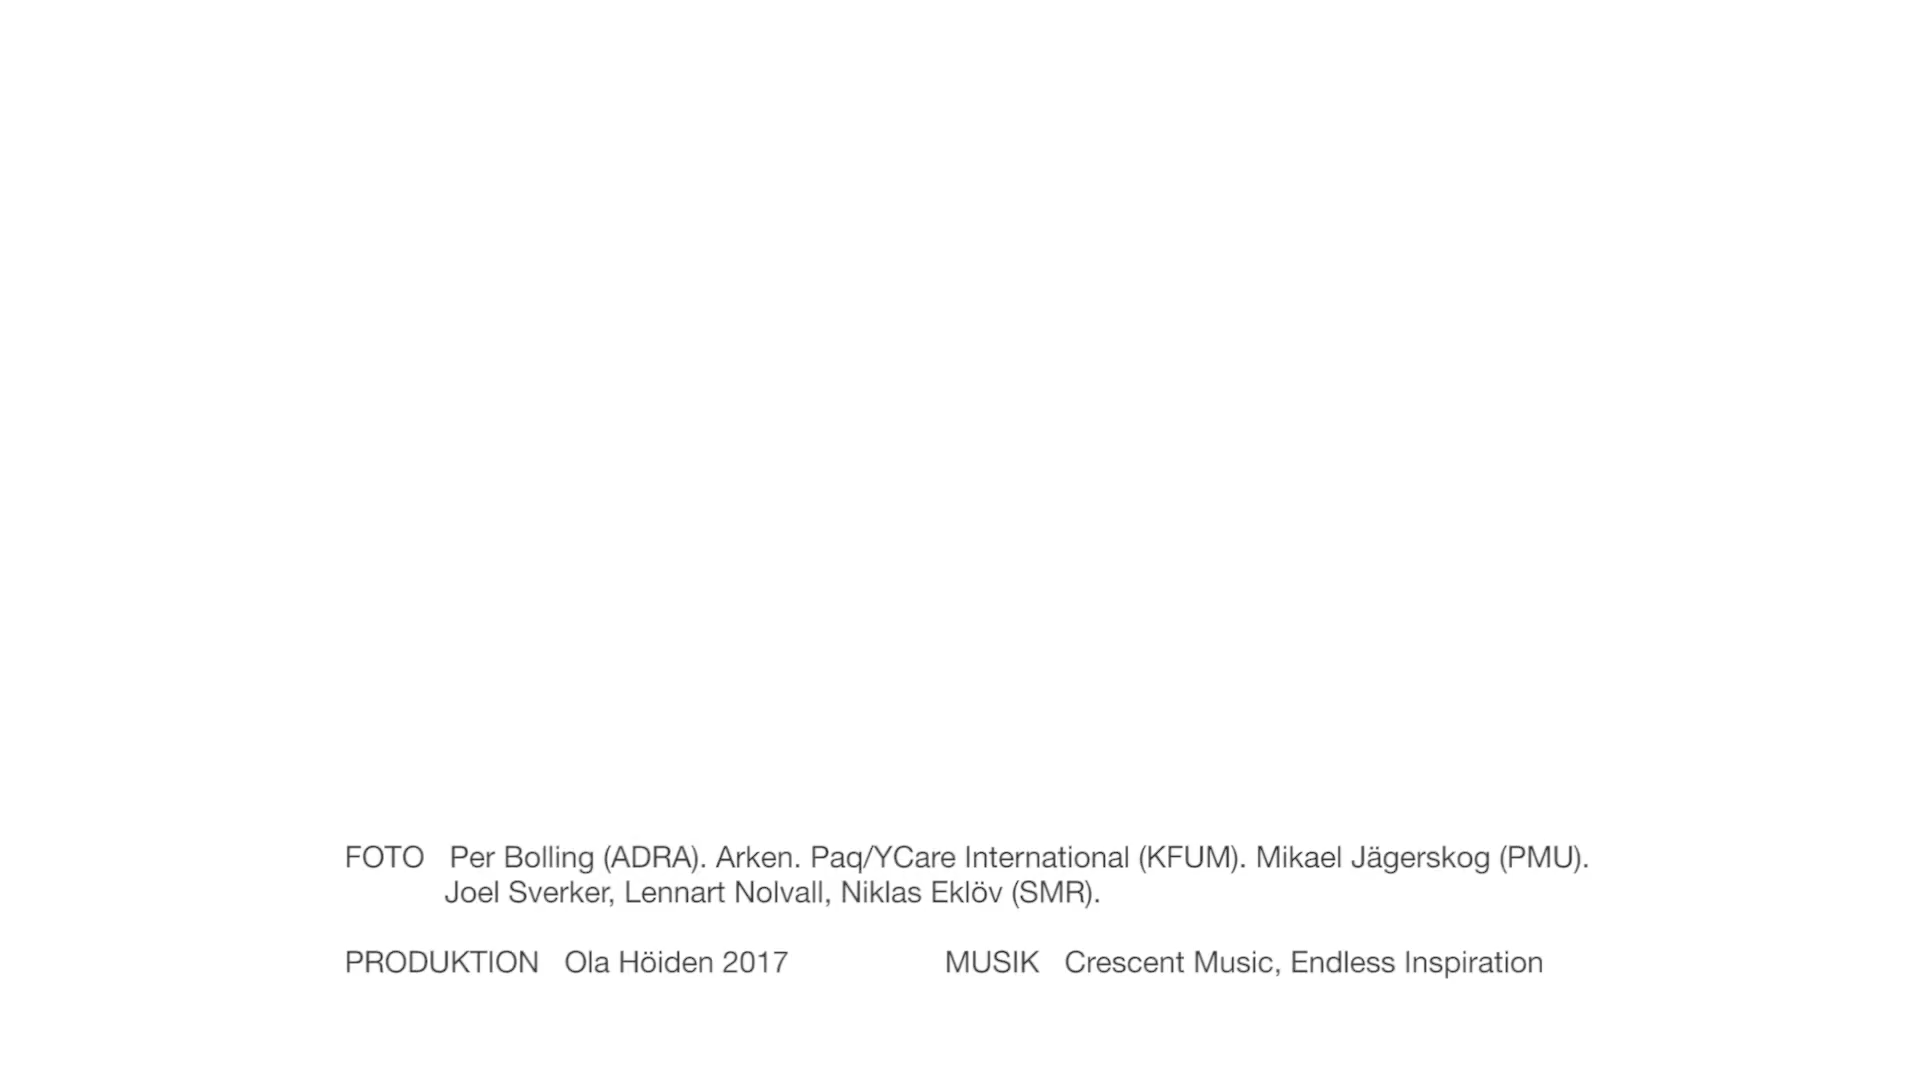 FOTO Per Bolling (ADRA). Arken. Paq/YCare International (KFUM). Mikael Jägerskog (PMU).
Joel Sverker, Lennart Nolvall, Niklas Eklöv (SMR).
PRODUKTION Ola Höiden 2017 MUSIK Crescent Music, Endless Inspiration